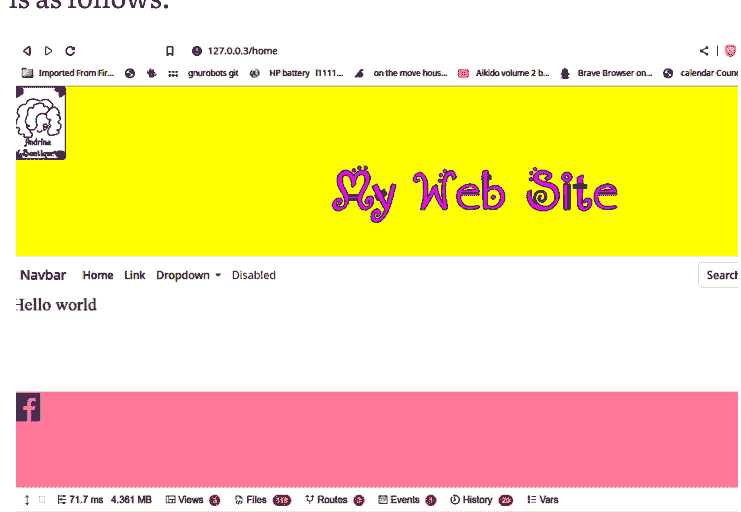 is as follows:
127.0.0.3/home
Imported From Fir... gnurobots git HP battery l1111... on the move hous... Aikido volume 2 b... Brave Browser on... calendar Counc
Andrina
Boutique
My Web Site
Navbar Home Link Dropdown Disabled Search
Hello world
71.7 ms 4.361 MB Views Files Routes Events History Vars